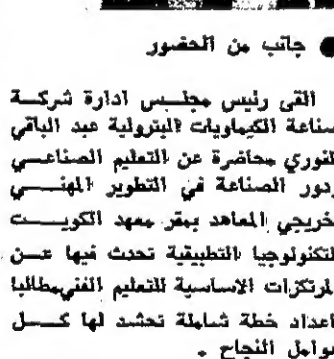 جانب من الحضور
القى رئيس مجلس ادارة شركة
صناعة الكيماويات البترولية عبد الباقي
النوري محاضرة عن التعليم الصناعي
ودور الصناعة في التطوير المهني
لخريجي المعاهد بمقر معهد الكويت
للتكنولوجيا التطبيقية تحدث فيها عن
المرتكزات الاساسية للتعليم الفني مطالبا
اعداد خطة شاملة تحشد لها كل
عوامل النجاح .